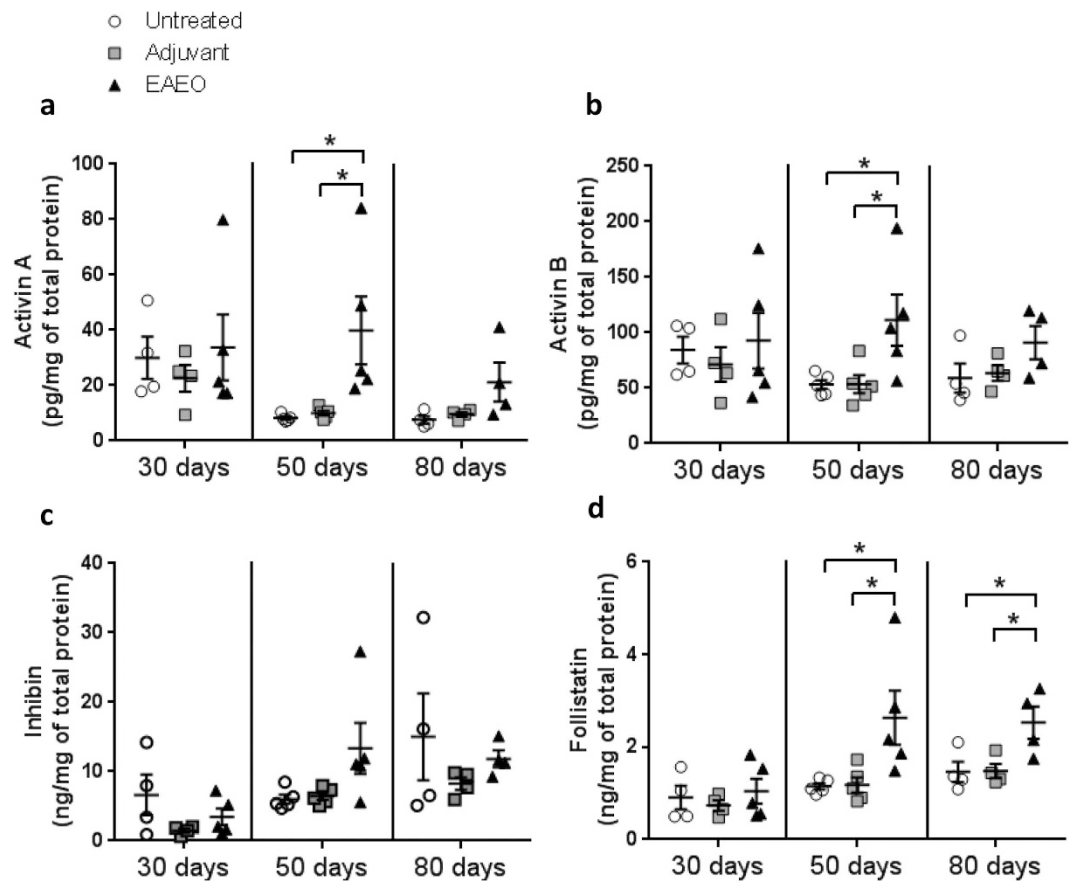 Untreated
Adjuvant
EAEO
a
Activin A
(pg/mg of total protein)
100
80
60
40
20
0
*
*
30 days
50 days
80 days
b
Activin B
(pg/mg of total protein)
250
200
150
100
50
0
*
*
30 days
50 days
80 days
c
Inhibin
(ng/mg of total protein)
40
30
20
10
0
30 days
50 days
80 days
d
Follistatin
(ng/mg of total protein)
6
4
2
0
*
*
*
*
30 days
50 days
80 days